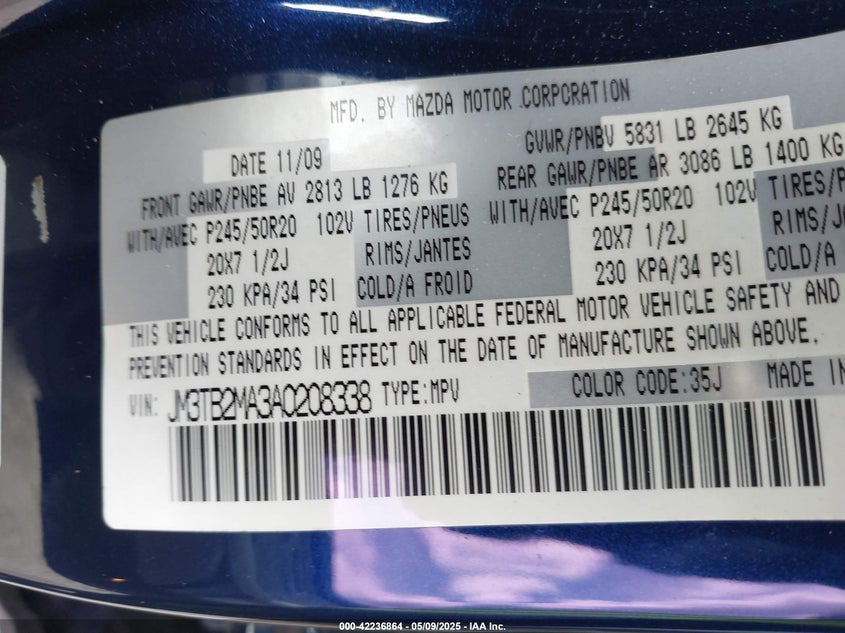 MFD. BY MAZDA MOTOR CORPORATION
DATE 11/09 GVWR/PNBV 5831 LB 2645 KG
FRONT GAWR/PNBE AV 2813 LB 1276 KG REAR GAWR/PNBE AR 3086 LB 1400 KG
WITH/AVEC P245/50R20 102V TIRES/PNEUS WITH/AVEC P245/50R20 102V TIRES/P
20X7 1/2J RIMS/JANTES 20X7 1/2J RIMS/J
230 KPA/34 PSI COLD/A FROID 230 KPA/34 PSI COLD/A
THIS VEHICLE CONFORMS TO ALL APPLICABLE FEDERAL MOTOR VEHICLE SAFETY AND
PREVENTION STANDARDS IN EFFECT ON THE DATE OF MANUFACTURE SHOWN ABOVE.
VIN: JM3TB2MA3A0208338 TYPE:MPV COLOR CODE:35J MADE IN
000-42236864 - 05/09/2025 - IAA Inc.